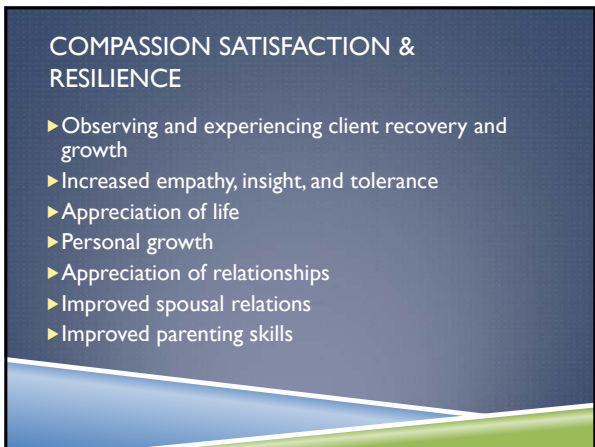 COMPASSION SATISFACTION &
RESILIENCE
▶Observing and experiencing client recovery and
growth
▶Increased empathy, insight, and tolerance
▶Appreciation of life
▶Personal growth
▶Appreciation of relationships
▶Improved spousal relations
▶Improved parenting skills